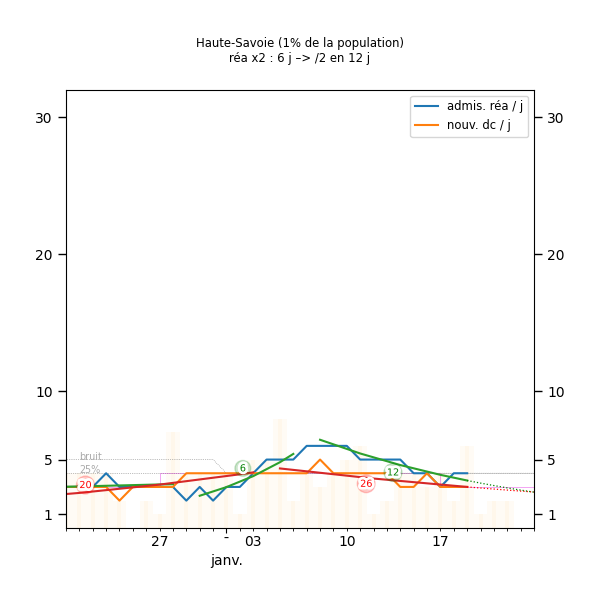 Haute-Savoie (1% de la population)
réa x2 : 6 j –> /2 en 12 j
admis. réa / j
nouv. dc / j
30 30
20 20
10 10
5 5
1 1
bruit
25%
20
6
12
26
27 - 03 10 17
janv.